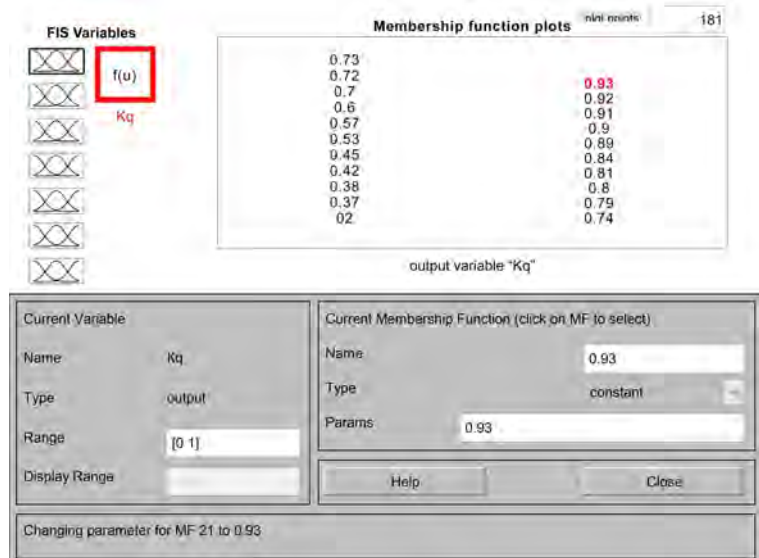 FIS Variables
f(u)
Kq
Membership function plots
plot points
181
0.73
0.72
0.7
0.6
0.57
0.53
0.45
0.42
0.38
0.37
02
0.93
0.92
0.91
0.9
0.89
0.84
0.81
0.8
0.79
0.74
output variable "Kq"
Current Variable
Name Kq
Type output
Range [0 1]
Display Range
Current Membership Function (click on MF to select)
Name 0.93
Type constant
Params 0.93
Help
Close
Changing parameter for MF 21 to 0.93